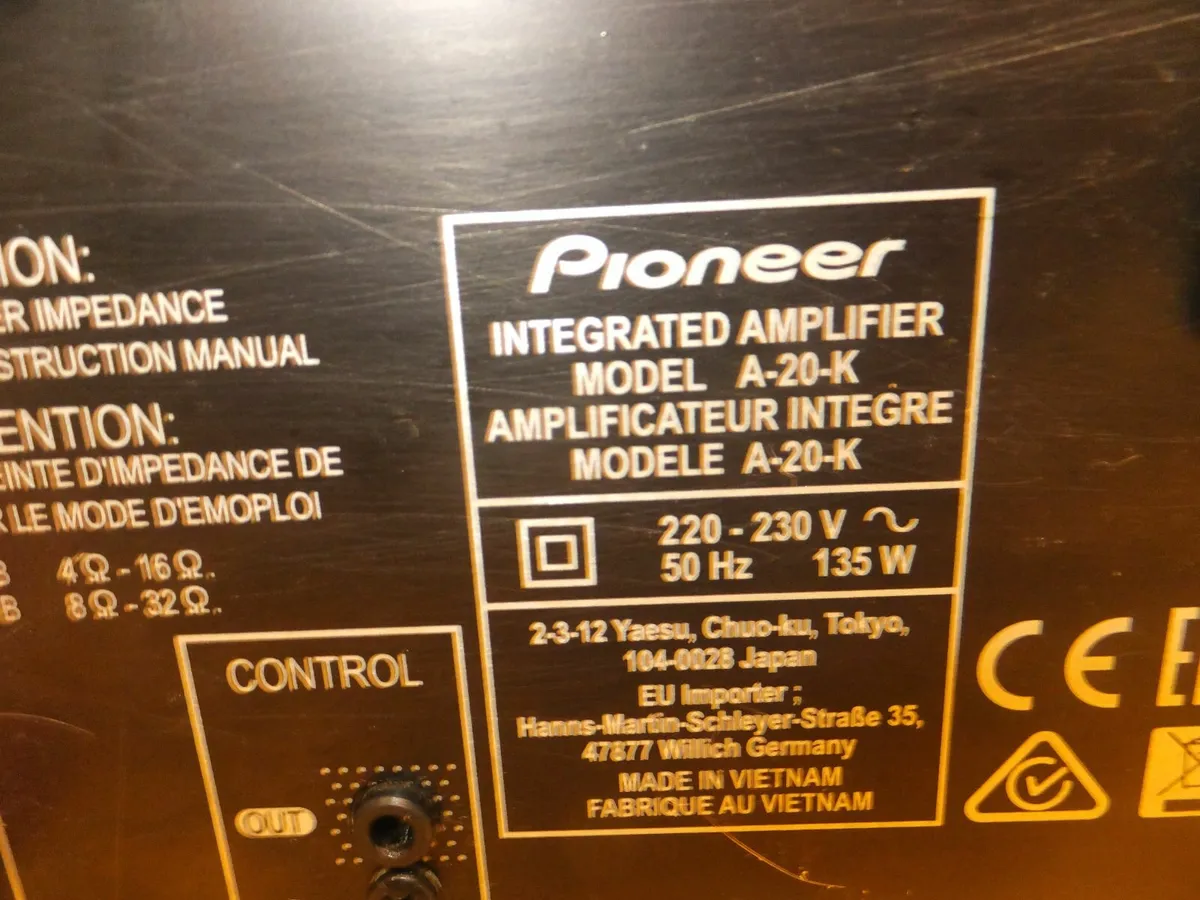 ION:
ER IMPEDANCE
STRUCTION MANUAL
ENTION:
EINTE D'IMPEDANCE DE
R LE MODE D'EMOPLOI
B 4Ω-16Ω.
B 8Ω-32Ω.
CONTROL
OUT
Pioneer
INTEGRATED AMPLIFIER
MODEL A-20-K
AMPLIFICATEUR INTEGRE
MODELE A-20-K
220 - 230 V ~
50 Hz 135 W
2-3-12 Yaesu, Chuo-ku, Tokyo,
104-0028 Japan
EU Importer ;
Hanns-Martin-Schleyer-Straße 35,
47877 Willich Germany
MADE IN VIETNAM
FABRIQUE AU VIETNAM
CE